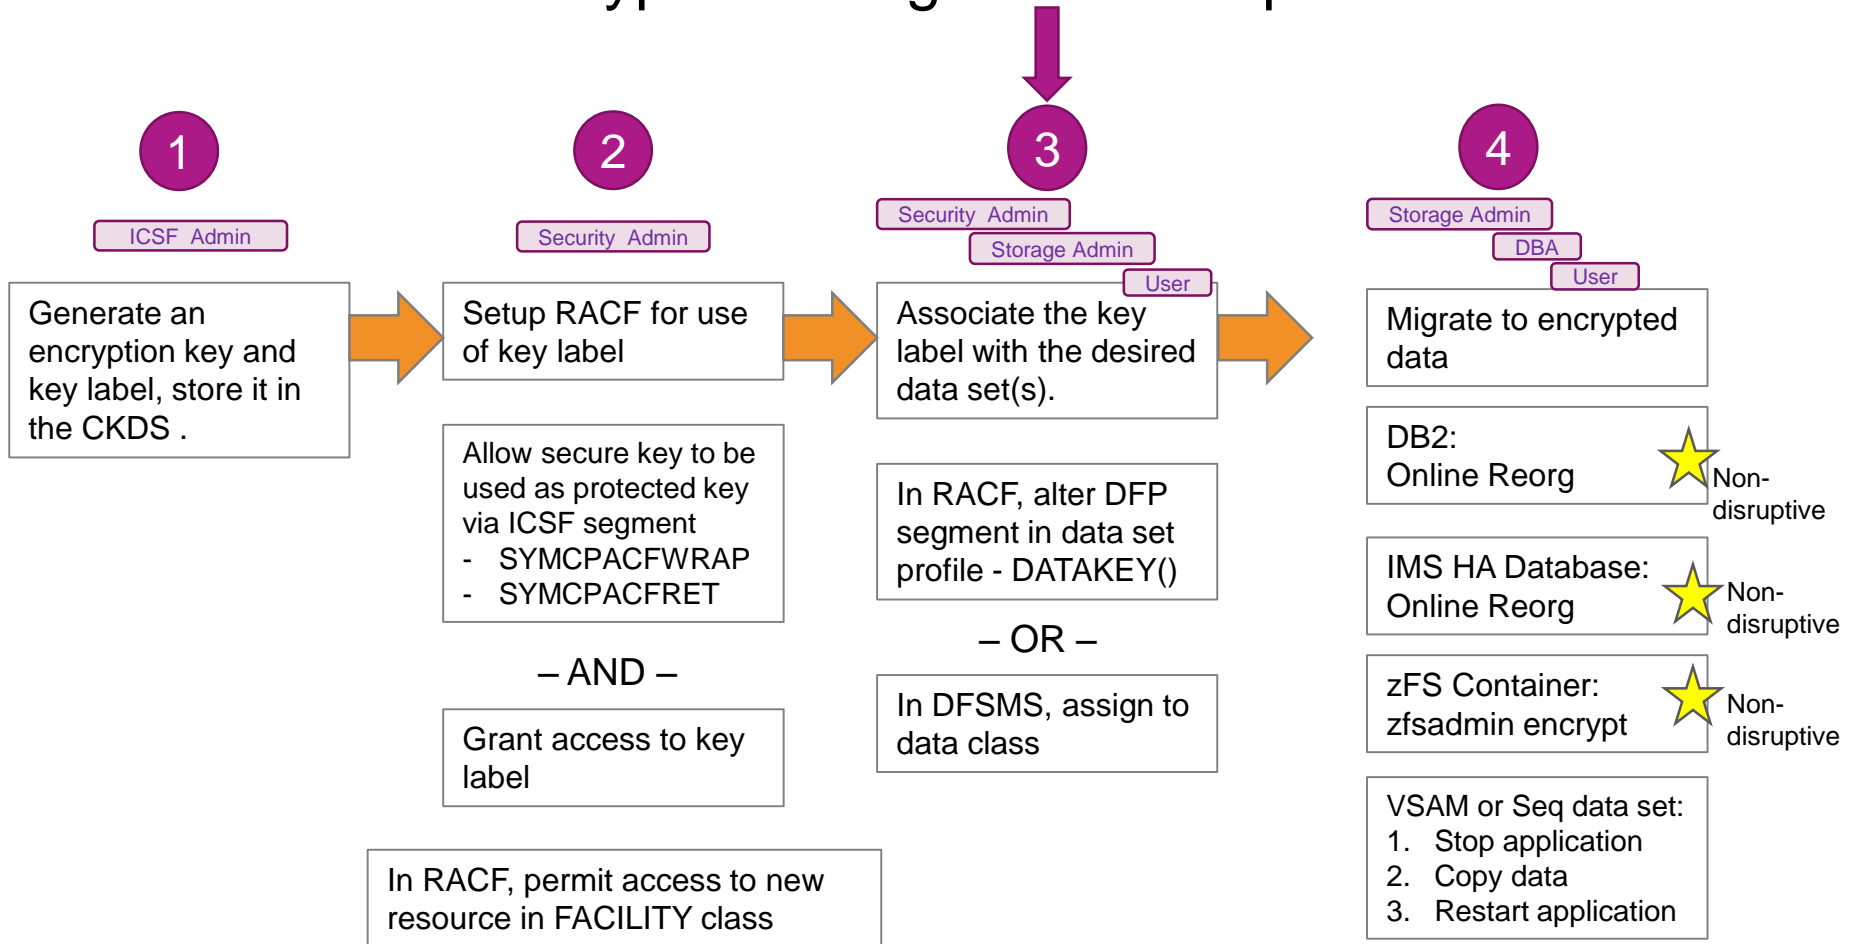 1
ICSF Admin
Generate an
encryption key and
key label, store it in
the CKDS .
2
Security Admin
Setup RACF for use
of key label
Allow secure key to be
used as protected key
via ICSF segment
- SYMCPACFWRAP
- SYMCPACFRET
– AND –
Grant access to key
label
In RACF, permit access to new
resource in FACILITY class
3
Security Admin
Storage Admin
User
Associate the key
label with the desired
data set(s).
In RACF, alter DFP
segment in data set
profile - DATAKEY()
– OR –
In DFSMS, assign to
data class
4
Storage Admin
DBA
User
Migrate to encrypted
data
DB2:
Online Reorg
Non-
disruptive
IMS HA Database:
Online Reorg
Non-
disruptive
zFS Container:
zfsadmin encrypt
Non-
disruptive
VSAM or Seq data set:
1. Stop application
2. Copy data
3. Restart application